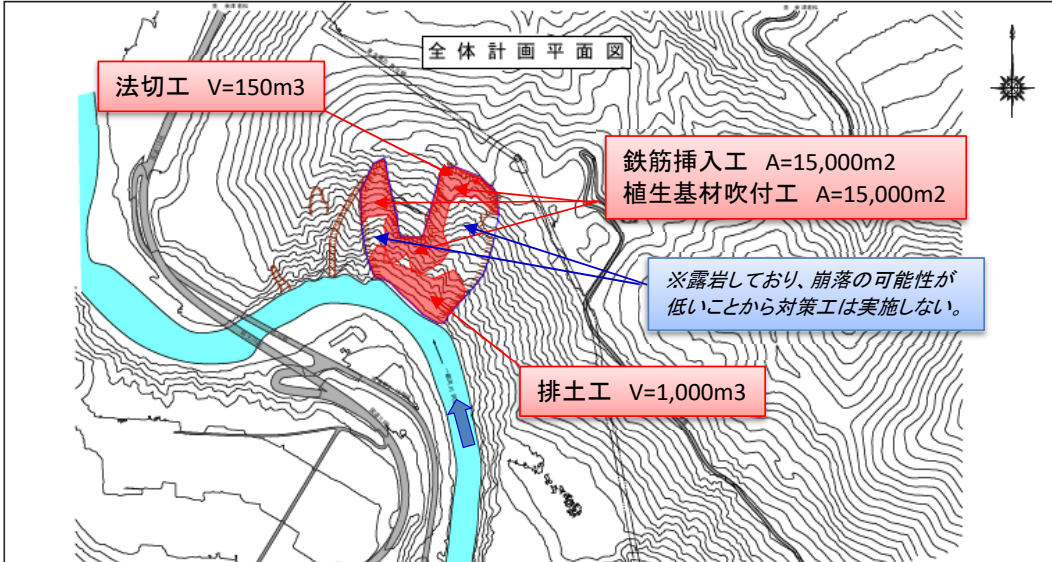 全体計画平面図
法切工 V=150m3
鉄筋挿入工 A=15,000m2
植生基材吹付工 A=15,000m2
※露岩しており、崩落の可能性が
低いことから対策工は実施しない。
排土工 V=1,000m3